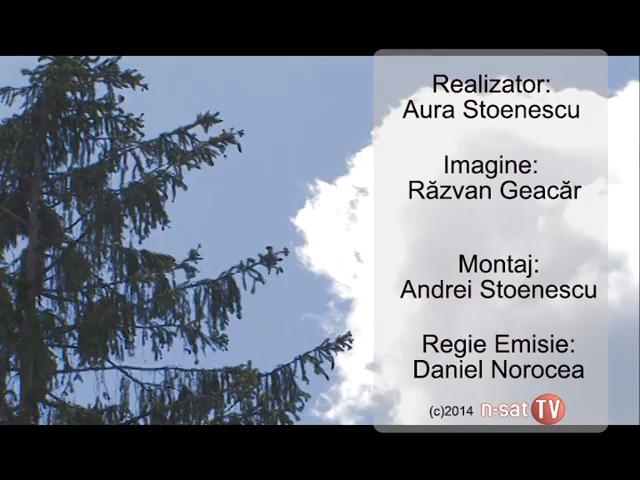 Realizator:
Aura Stoenescu
Imagine:
Răzvan Geacăr
Montaj:
Andrei Stoenescu
Regie Emisie:
Daniel Norocea
(c)2014 n-sat TV